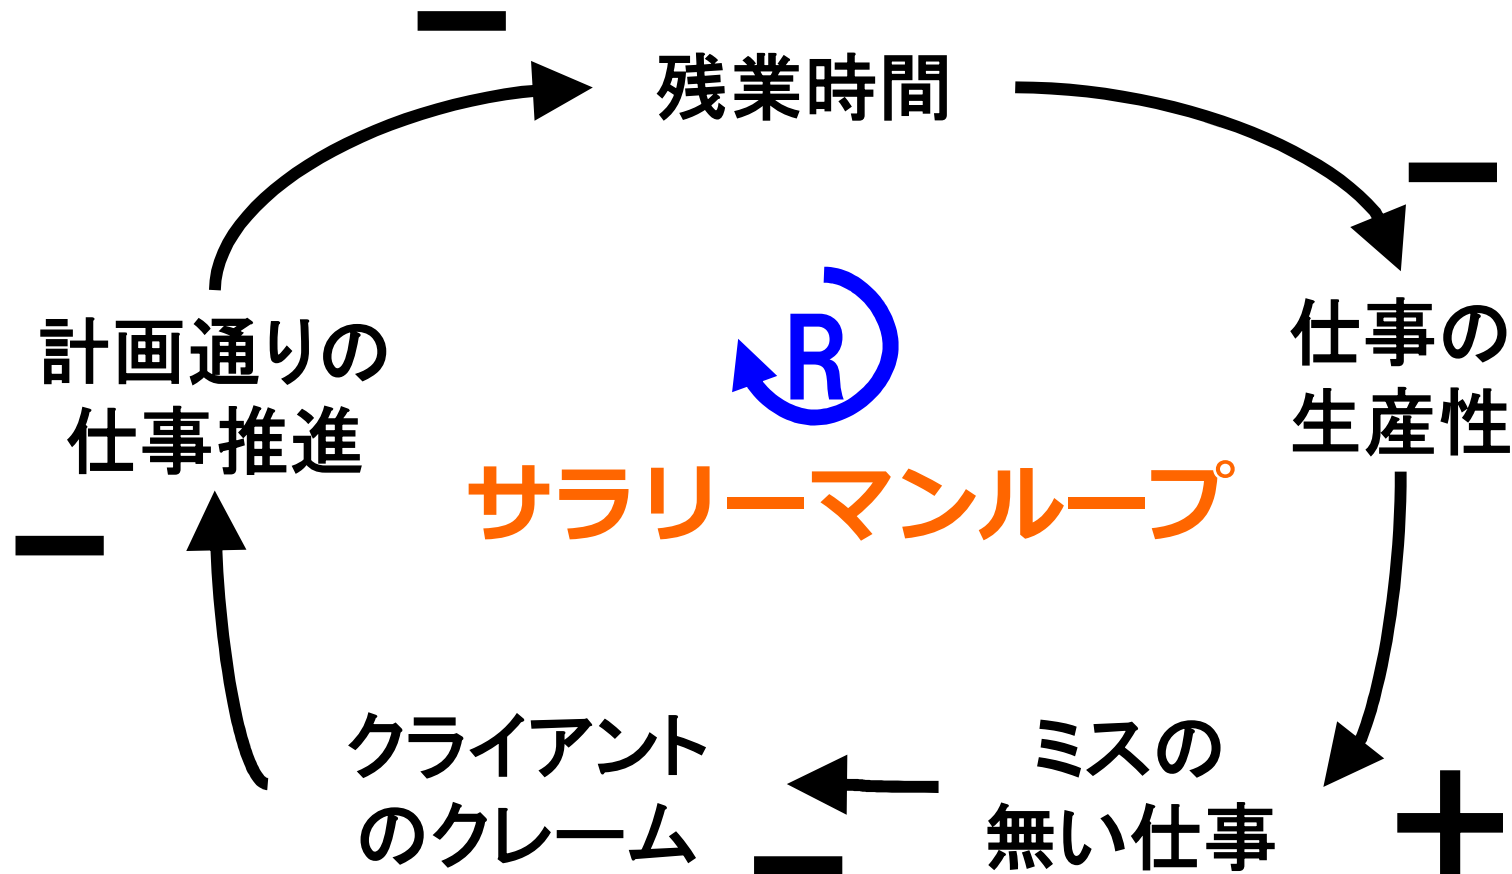 −
残業時間
−
計画通りの
仕事推進
R
仕事の
生産性
サラリーマンループ
−
クライアント
のクレーム
−
ミスの
無い仕事
+